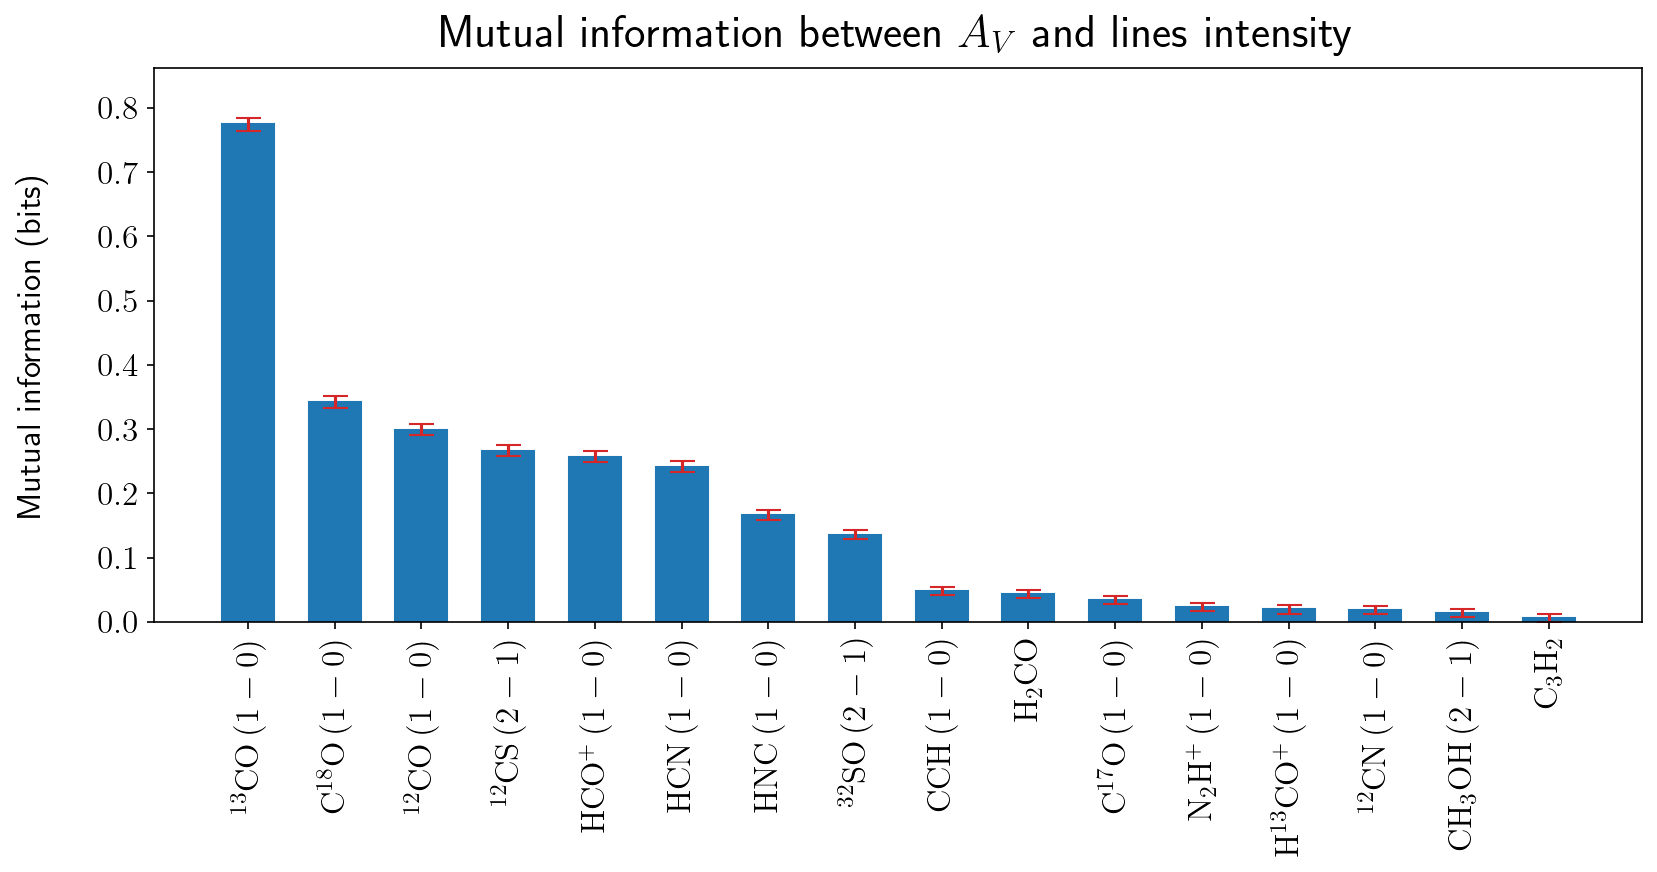 Mutual information between A_V and lines intensity
Mutual information (bits)
0.8
0.7
0.6
0.5
0.4
0.3
0.2
0.1
0.0
¹³CO (1 − 0)
C¹⁸O (1 − 0)
¹²CO (1 − 0)
¹²CS (2 − 1)
HCO⁺ (1 − 0)
HCN (1 − 0)
HNC (1 − 0)
³²SO (2 − 1)
CCH (1 − 0)
H₂CO
C¹⁷O (1 − 0)
N₂H⁺ (1 − 0)
H¹³CO⁺ (1 − 0)
¹²CN (1 − 0)
CH₃OH (2 − 1)
C₃H₂